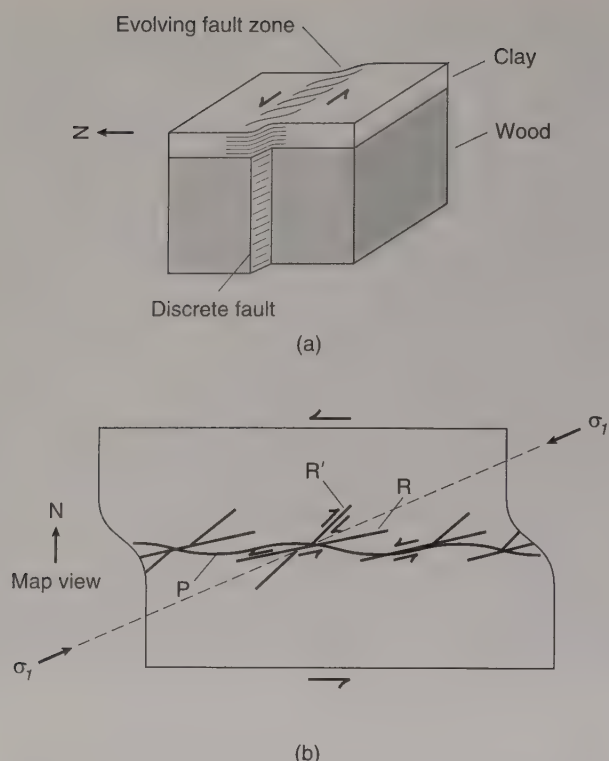 Evolving fault zone
Clay
N
Wood
Discrete fault
(a)
σ1
R'
R
N
Map view
P
σ1
(b)